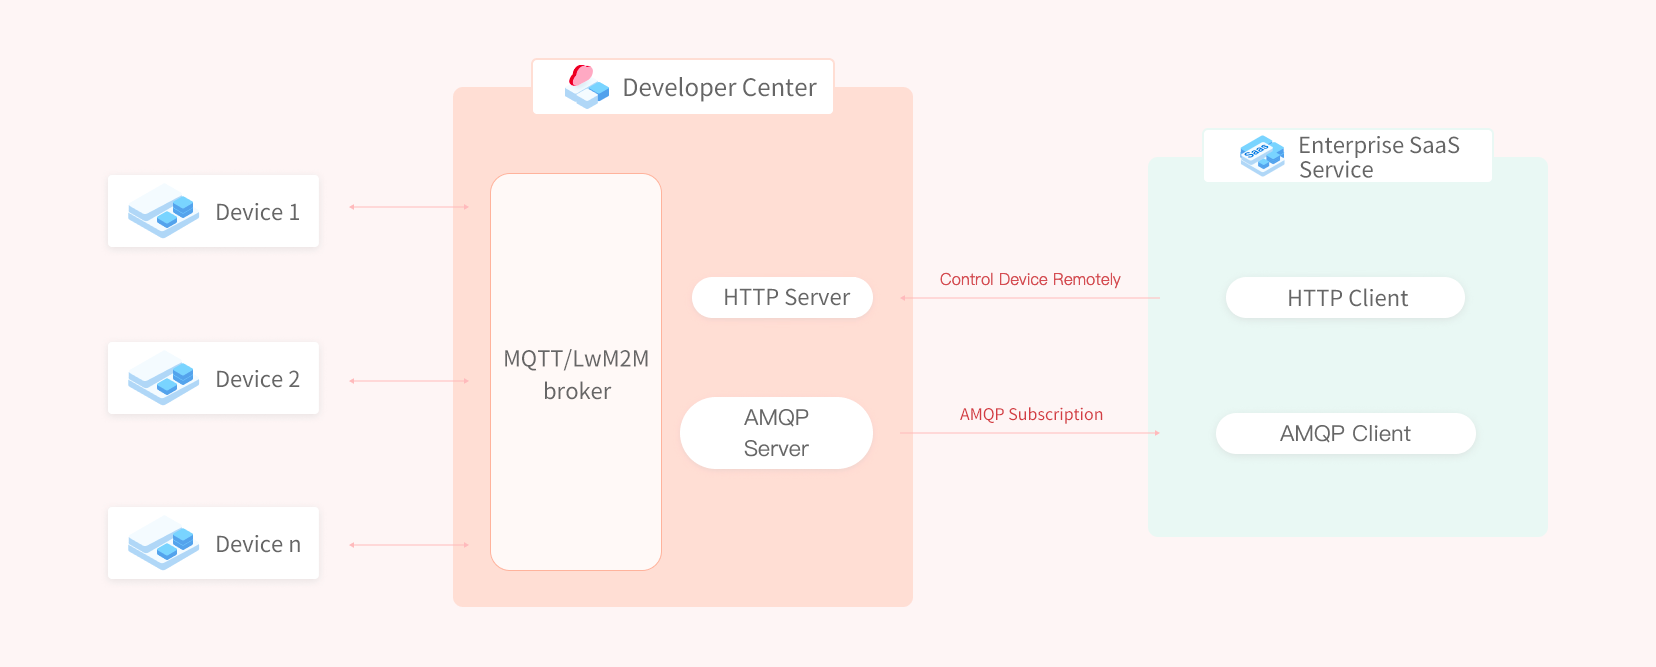 Developer Center
Enterprise SaaS
Service
SaaS
Device 1
Device 2
Device n
MQTT/LwM2M
broker
HTTP Server
AMQP
Server
Control Device Remotely
AMQP Subscription
HTTP Client
AMQP Client